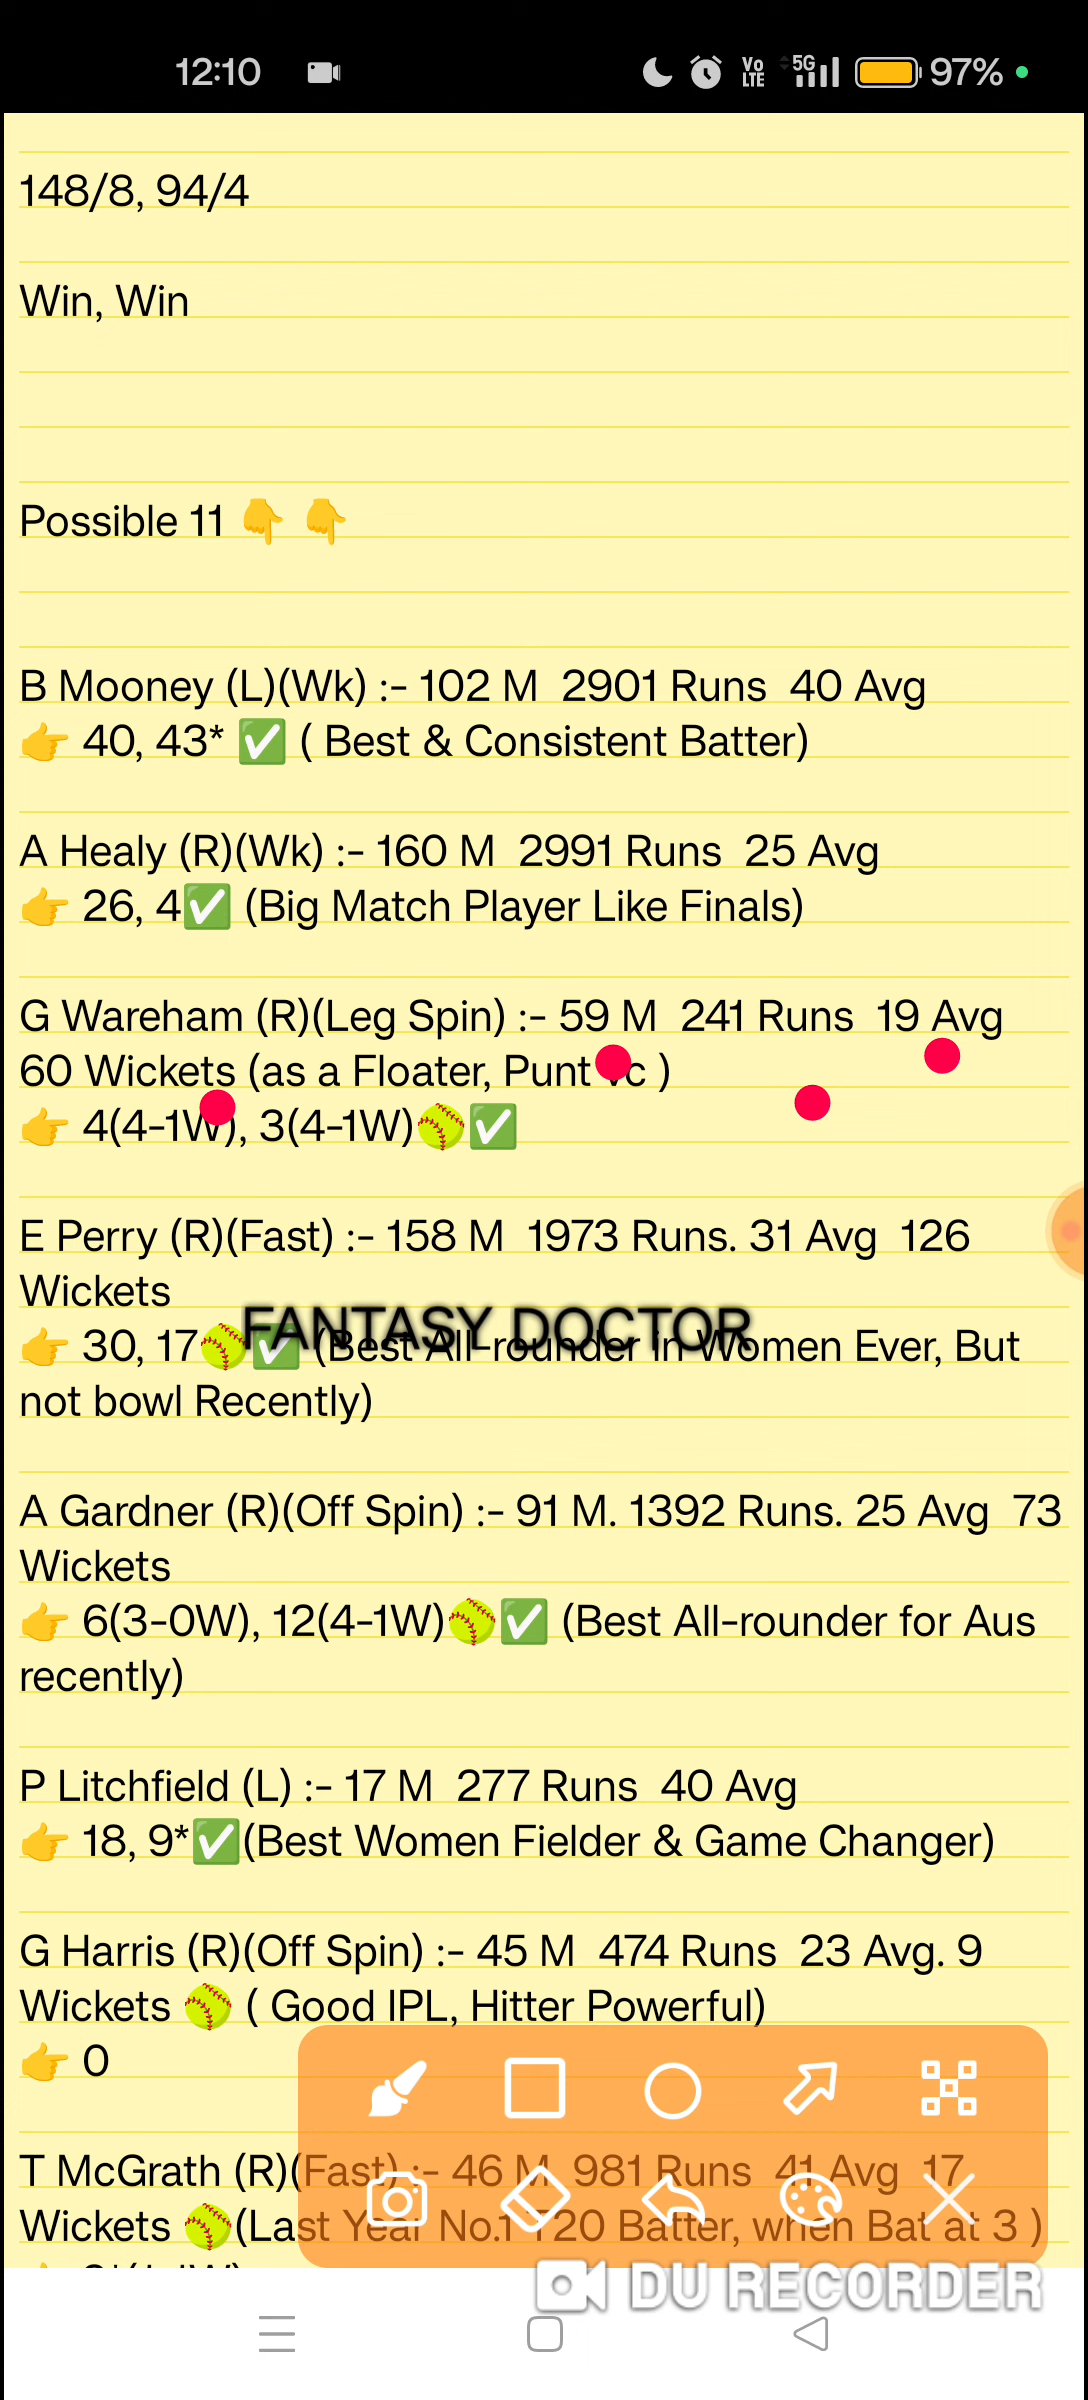 12:10 Vo LTE 5G 97%
148/8, 94/4
Win, Win
Possible 11 👇 👇
B Mooney (L)(Wk) :- 102 M 2901 Runs 40 Avg
👉 40, 43* ✅ ( Best & Consistent Batter)
A Healy (R)(Wk) :- 160 M 2991 Runs 25 Avg
👉 26, 4✅ (Big Match Player Like Finals)
G Wareham (R)(Leg Spin) :- 59 M 241 Runs 19 Avg
60 Wickets (as a Floater, Punt Vc )
👉 4(4-1W), 3(4-1W)🥎✅
E Perry (R)(Fast) :- 158 M 1973 Runs. 31 Avg 126
Wickets
FANTASY DOCTOR
👉 30, 17🥎✅ (Best All-rounder in Women Ever, But
not bowl Recently)
A Gardner (R)(Off Spin) :- 91 M. 1392 Runs. 25 Avg 73
Wickets
👉 6(3-0W), 12(4-1W)🥎✅ (Best All-rounder for Aus
recently)
P Litchfield (L) :- 17 M 277 Runs 40 Avg
👉 18, 9*✅(Best Women Fielder & Game Changer)
G Harris (R)(Off Spin) :- 45 M 474 Runs 23 Avg. 9
Wickets 🥎 ( Good IPL, Hitter Powerful)
👉 0
T McGrath (R)(Fast) :- 46 M 981 Runs 41 Avg 17
Wickets 🥎(Last Year No.1 T20 Batter, when Bat at 3 )
DU RECORDER